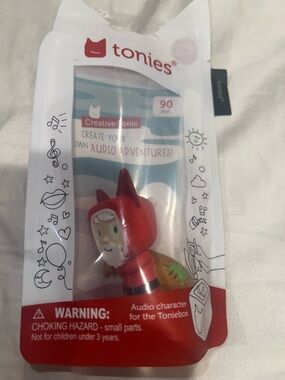 tonies®
90
min
Creative-Tonie
CREATE YOUR
OWN AUDIO ADVENTURES!
WARNING:
CHOKING HAZARD - small parts.
Not for children under 3 years.
Audio character
for the Toniebox